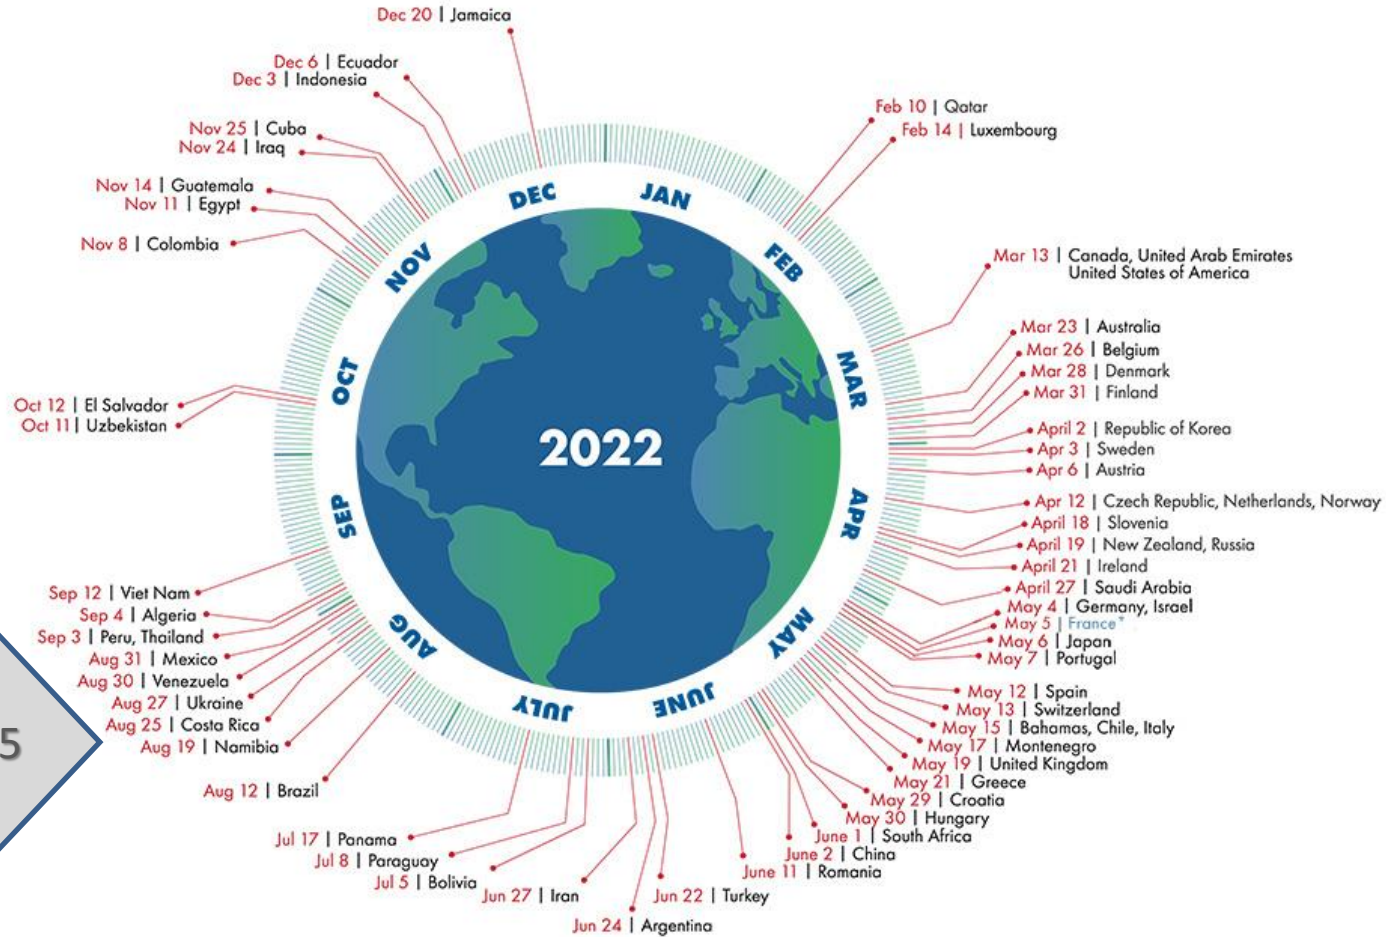 Dec 20 | Jamaica
Dec 6 | Ecuador
Dec 3 | Indonesia
Nov 25 | Cuba
Nov 24 | Iraq
Nov 14 | Guatemala
Nov 11 | Egypt
Nov 8 | Colombia
Oct 12 | El Salvador
Oct 11 | Uzbekistan
Sep 12 | Viet Nam
Sep 4 | Algeria
Sep 3 | Peru, Thailand
Aug 31 | Mexico
Aug 30 | Venezuela
Aug 27 | Ukraine
Aug 25 | Costa Rica
Aug 19 | Namibia
Aug 12 | Brazil
Jul 17 | Panama
Jul 8 | Paraguay
Jul 5 | Bolivia
Jun 27 | Iran
Jun 24 | Argentina
Jun 22 | Turkey
Feb 10 | Qatar
Feb 14 | Luxembourg
Mar 13 | Canada, United Arab Emirates
United States of America
Mar 23 | Australia
Mar 26 | Belgium
Mar 28 | Denmark
Mar 31 | Finland
April 2 | Republic of Korea
Apr 3 | Sweden
Apr 6 | Austria
Apr 12 | Czech Republic, Netherlands, Norway
April 18 | Slovenia
April 19 | New Zealand, Russia
April 21 | Ireland
April 27 | Saudi Arabia
May 4 | Germany, Israel
May 5 | France*
May 6 | Japan
May 7 | Portugal
May 12 | Spain
May 13 | Switzerland
May 15 | Bahamas, Chile, Italy
May 17 | Montenegro
May 19 | United Kingdom
May 21 | Greece
May 29 | Croatia
May 30 | Hungary
June 1 | South Africa
June 2 | China
June 11 | Romania
JAN
FEB
MAR
APR
MAY
JUNE
JULY
AUG
SEP
OCT
NOV
DEC
2022
5